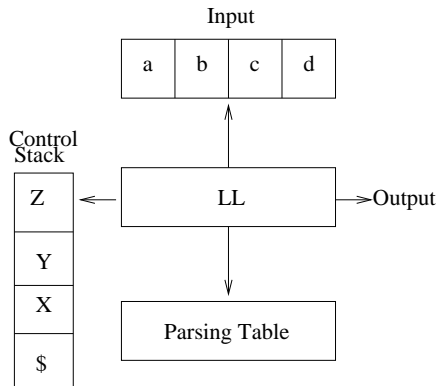 Input
a b c d
Control
Stack
Z
LL
Output
Y
X
Parsing Table
$